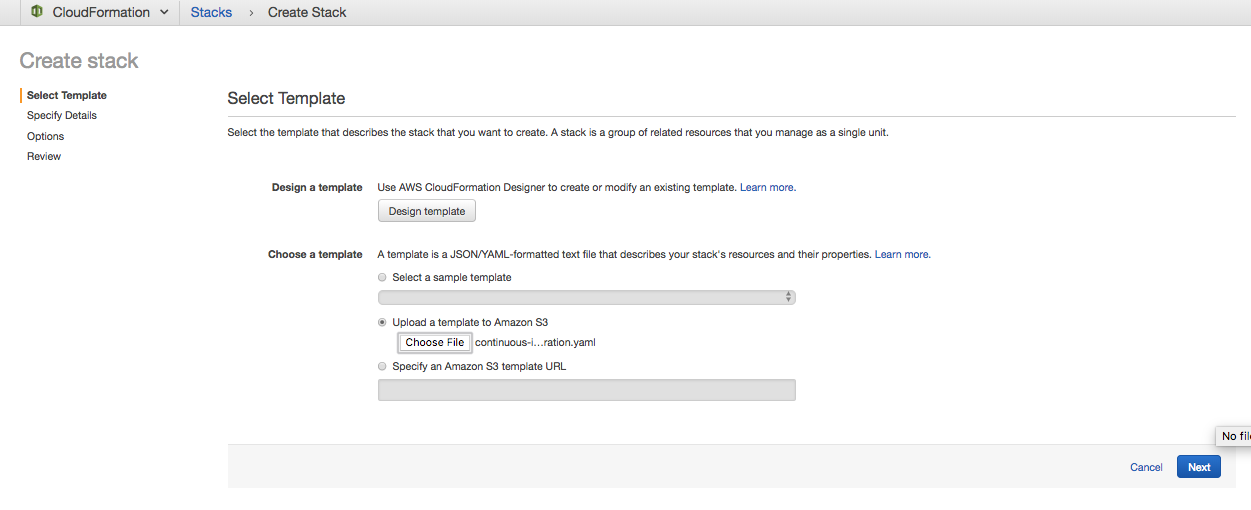 CloudFormation Stacks > Create Stack
Create stack
Select Template
Specify Details
Options
Review
Select Template
Select the template that describes the stack that you want to create. A stack is a group of related resources that you manage as a single unit.
Design a template Use AWS CloudFormation Designer to create or modify an existing template. Learn more.
Design template
Choose a template A template is a JSON/YAML-formatted text file that describes your stack's resources and their properties. Learn more.
Select a sample template
Upload a template to Amazon S3
Choose File continuous-i...ration.yaml
Specify an Amazon S3 template URL
No file
Cancel Next